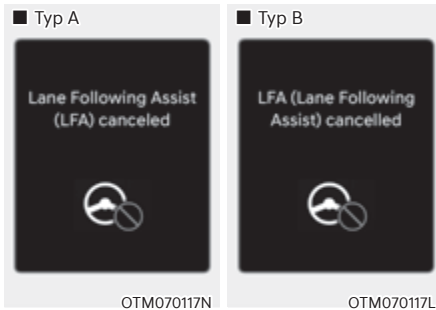 ■ Typ A
Lane Following Assist
(LFA) canceled
OTM070117N
■ Typ B
LFA (Lane Following
Assist) cancelled
OTM070117L